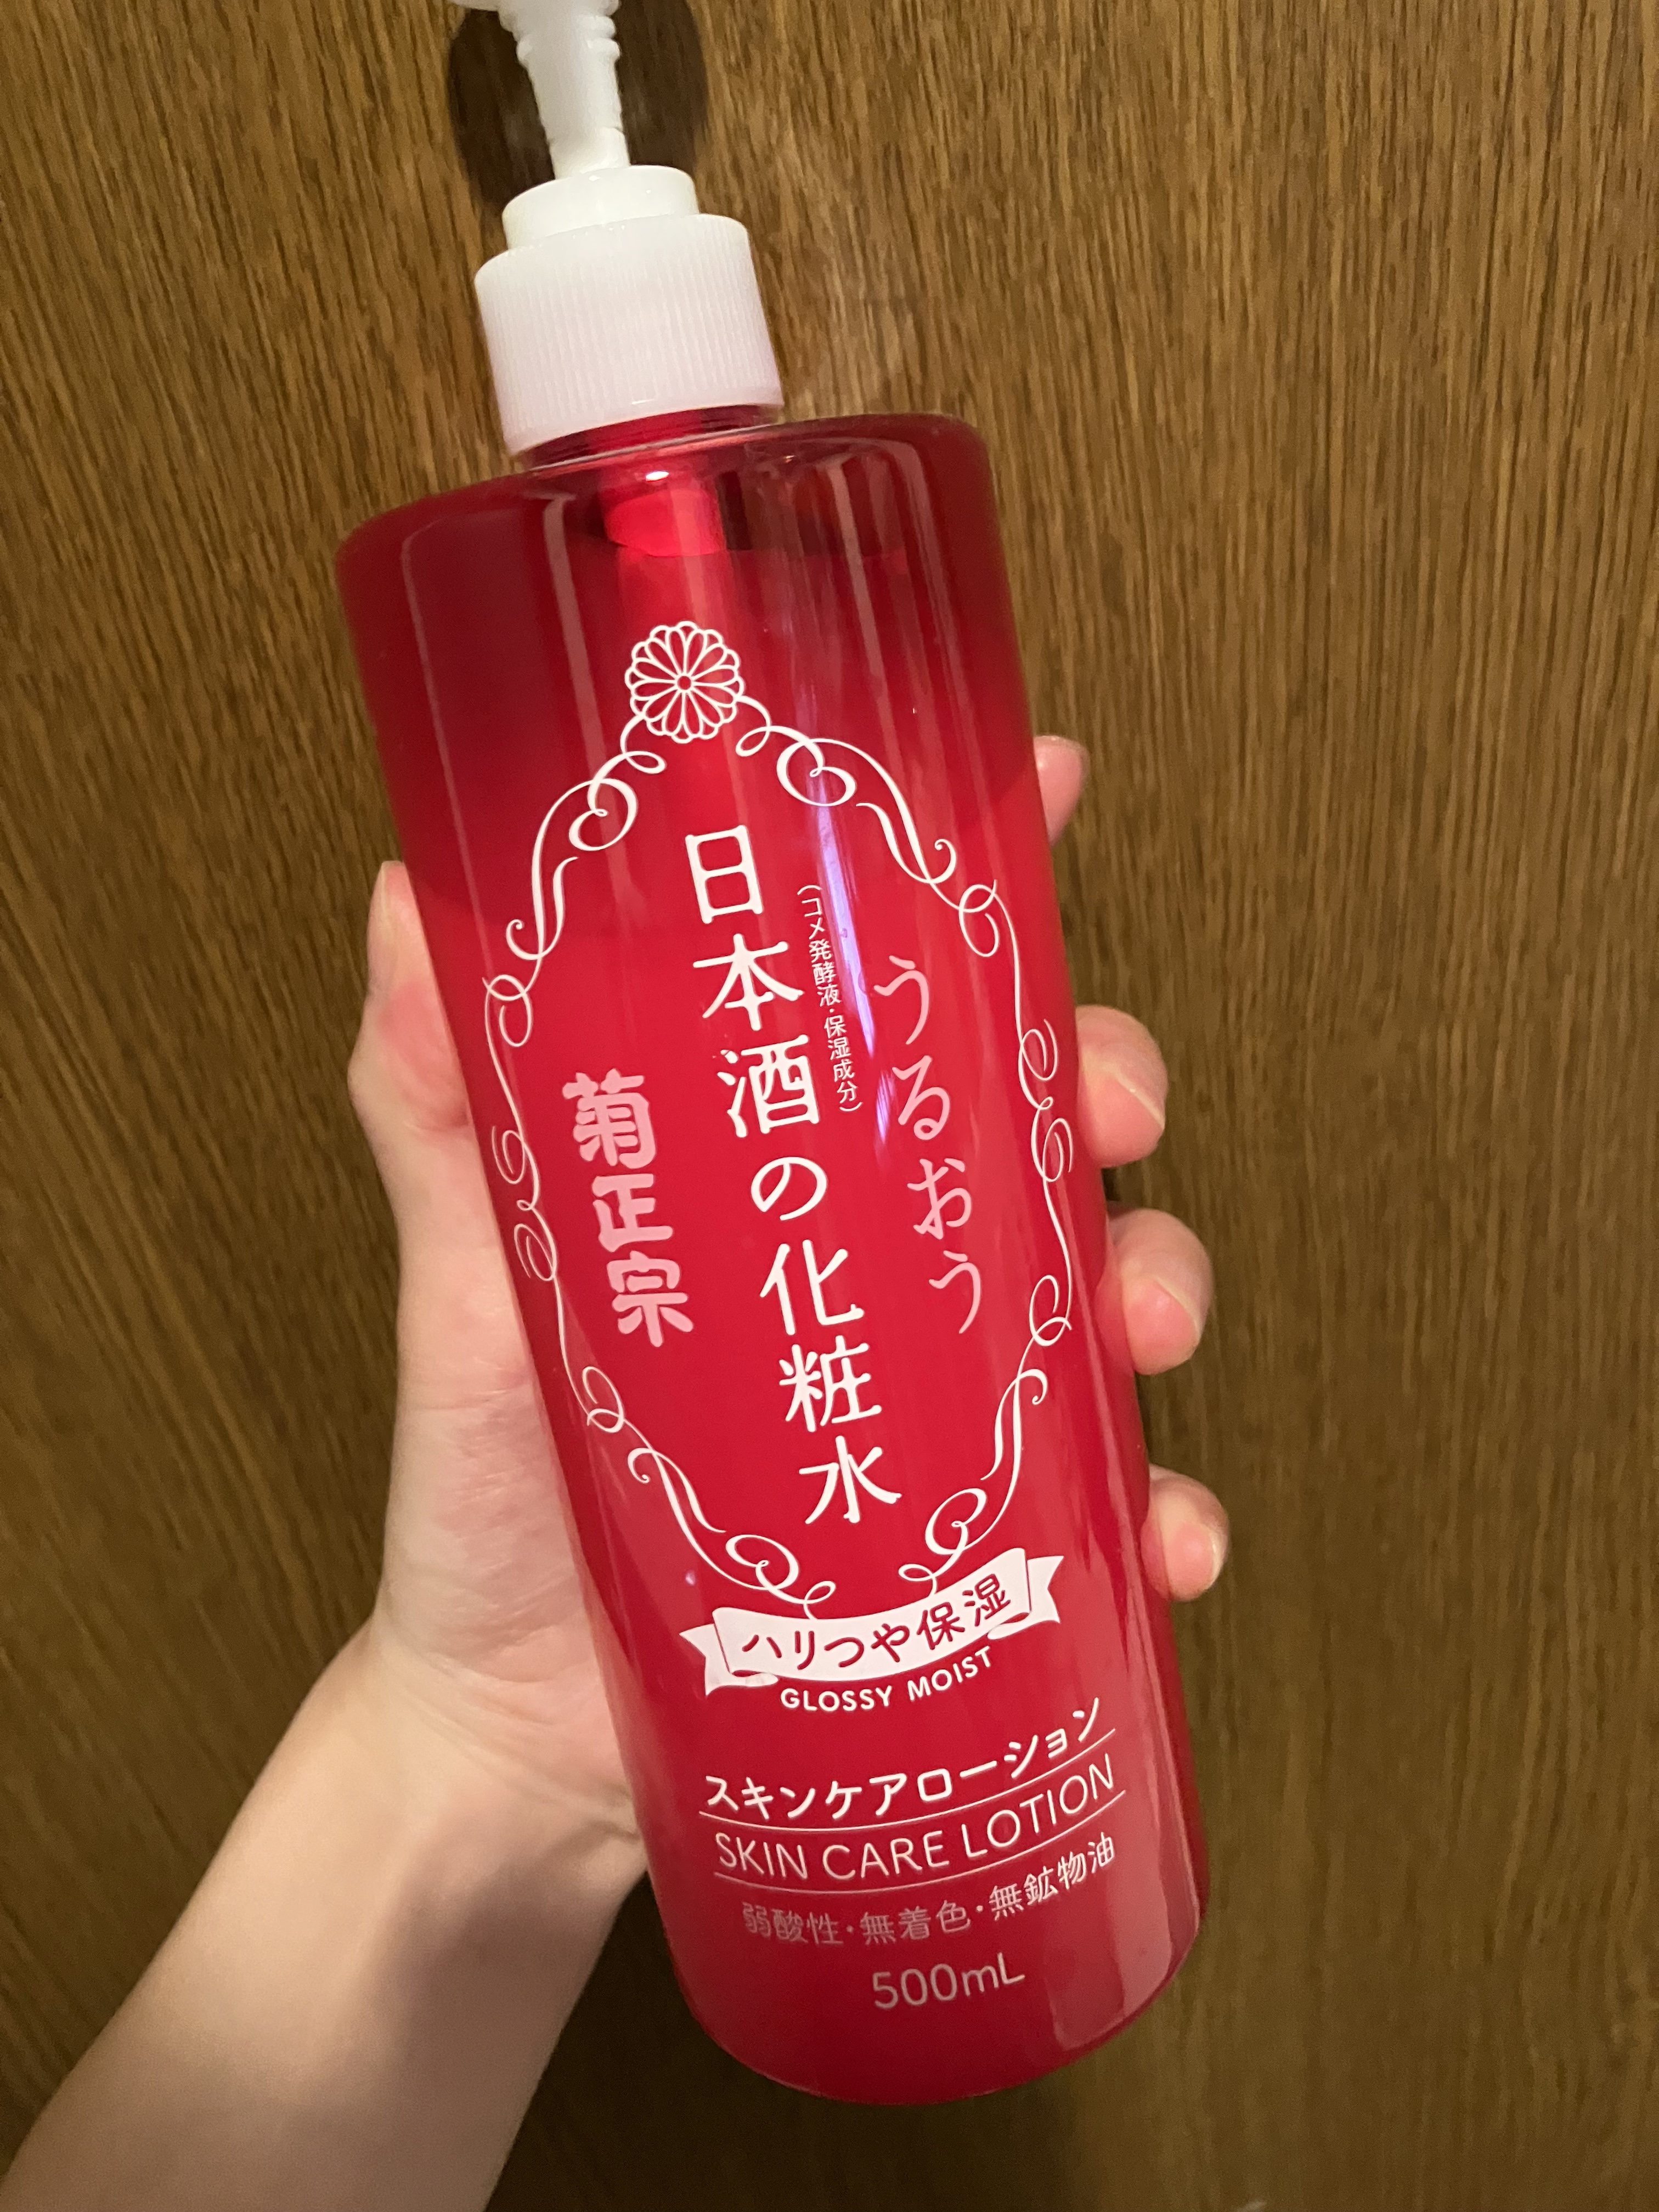 うるおう
日本酒の化粧水
(コメ発酵液・保湿成分)
菊正宗
ハリつや保湿
GLOSSY MOIST
スキンケアローション
SKIN CARE LOTION
弱酸性・無着色・無鉱物油
500mL